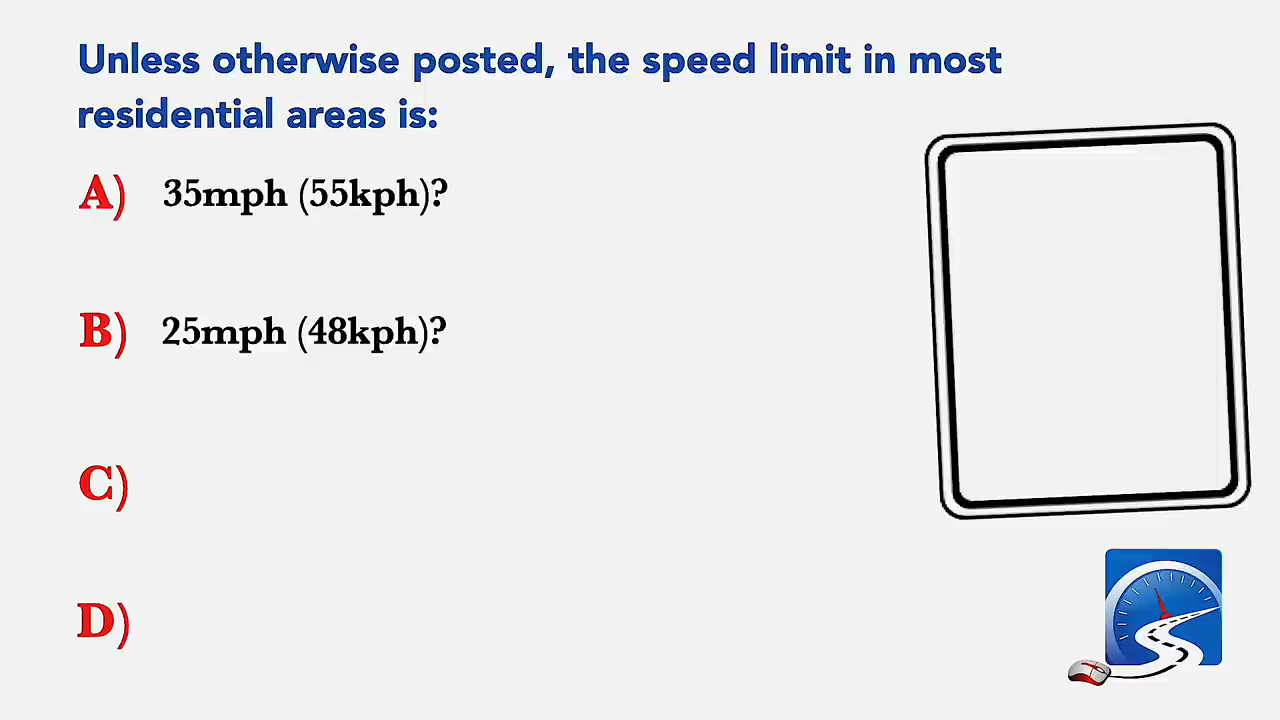 Unless otherwise posted, the speed limit in most
residential areas is:
A) 35mph (55kph)?
B) 25mph (48kph)?
C)
D)